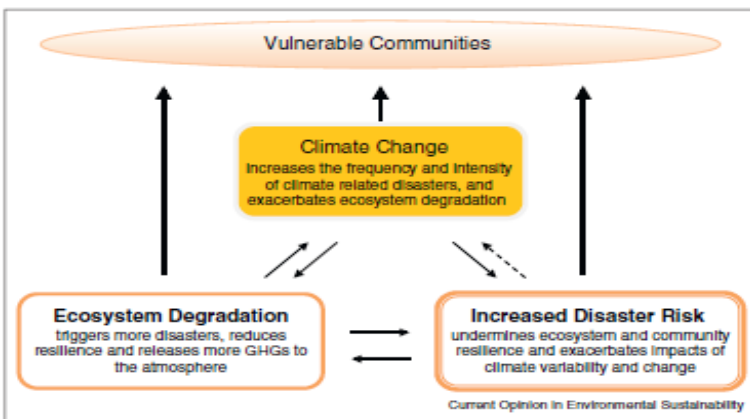 Vulnerable Communities
Climate Change
Increases the frequency and intensity
of climate related disasters, and
exacerbates ecosystem degradation
Ecosystem Degradation
triggers more disasters, reduces
resilience and releases more GHGs to
the atmosphere
Increased Disaster Risk
undermines ecosystem and community
resilience and exacerbates impacts of
climate variability and change
Current Opinion in Environmental Sustainability